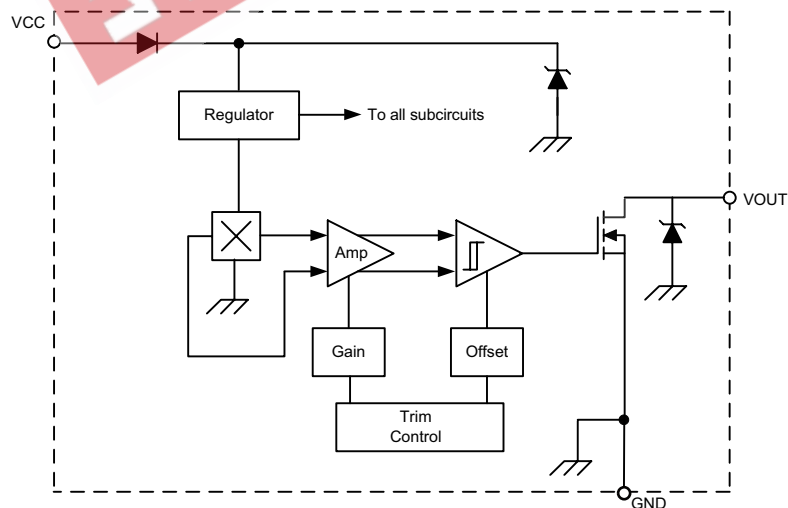 VCC
Regulator
To all subcircuits
VOUT
Amp
Gain
Offset
Trim
Control
GND